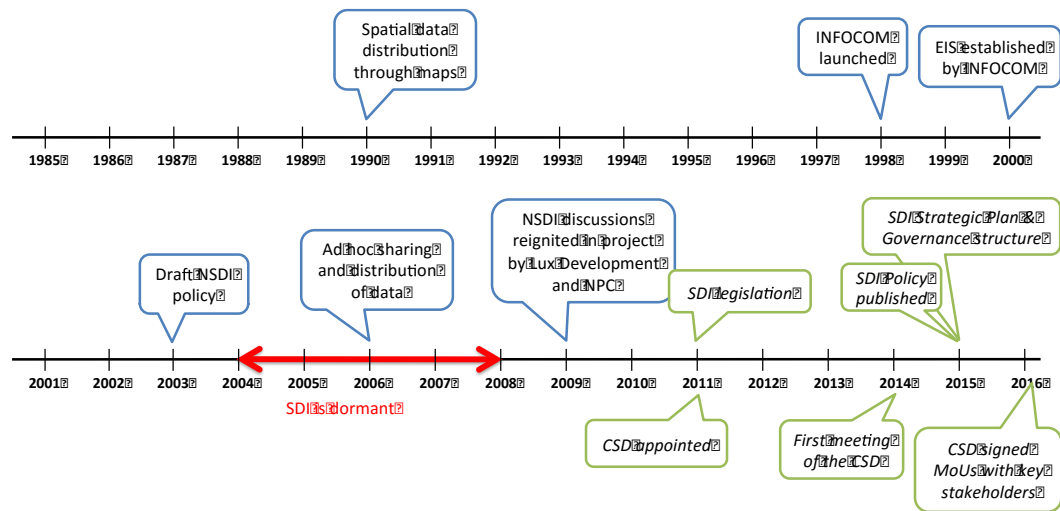 Spatial data
distribution
through maps
INFOCOM
launched
EIS established
by INFOCOM
1985 1986 1987 1988 1989 1990 1991 1992 1993 1994 1995 1996 1997 1998 1999 2000
Draft NSDI
policy
Ad hoc sharing
and distribution
of data
NSDI discussions
reignited in project
by Lux Development
and NPC
SDI legislation
SDI Strategic Plan &
Governance structure
SDI Policy
published
2001 2002 2003 2004 2005 2006 2007 2008 2009 2010 2011 2012 2013 2014 2015 2016
SDI is dormant
CSD appointed
First meeting
of the CSD
CSD signed
MoUs with key
stakeholders